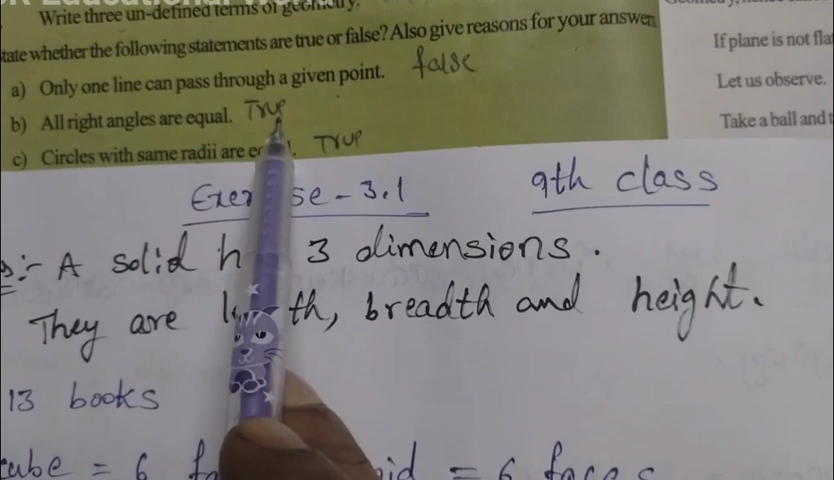 Write three un-defined terms of geometry.
state whether the following statements are true or false? Also give reasons for your answer
a) Only one line can pass through a given point. false
b) All right angles are equal. True
c) Circles with same radii are True
If plane is not flat
Let us observe.
Take a ball and t
Exercise - 3.1 9th class
:- A solid 3 dimensions.
They are breadth and height.
13 books
cube = 6 = 6 faces